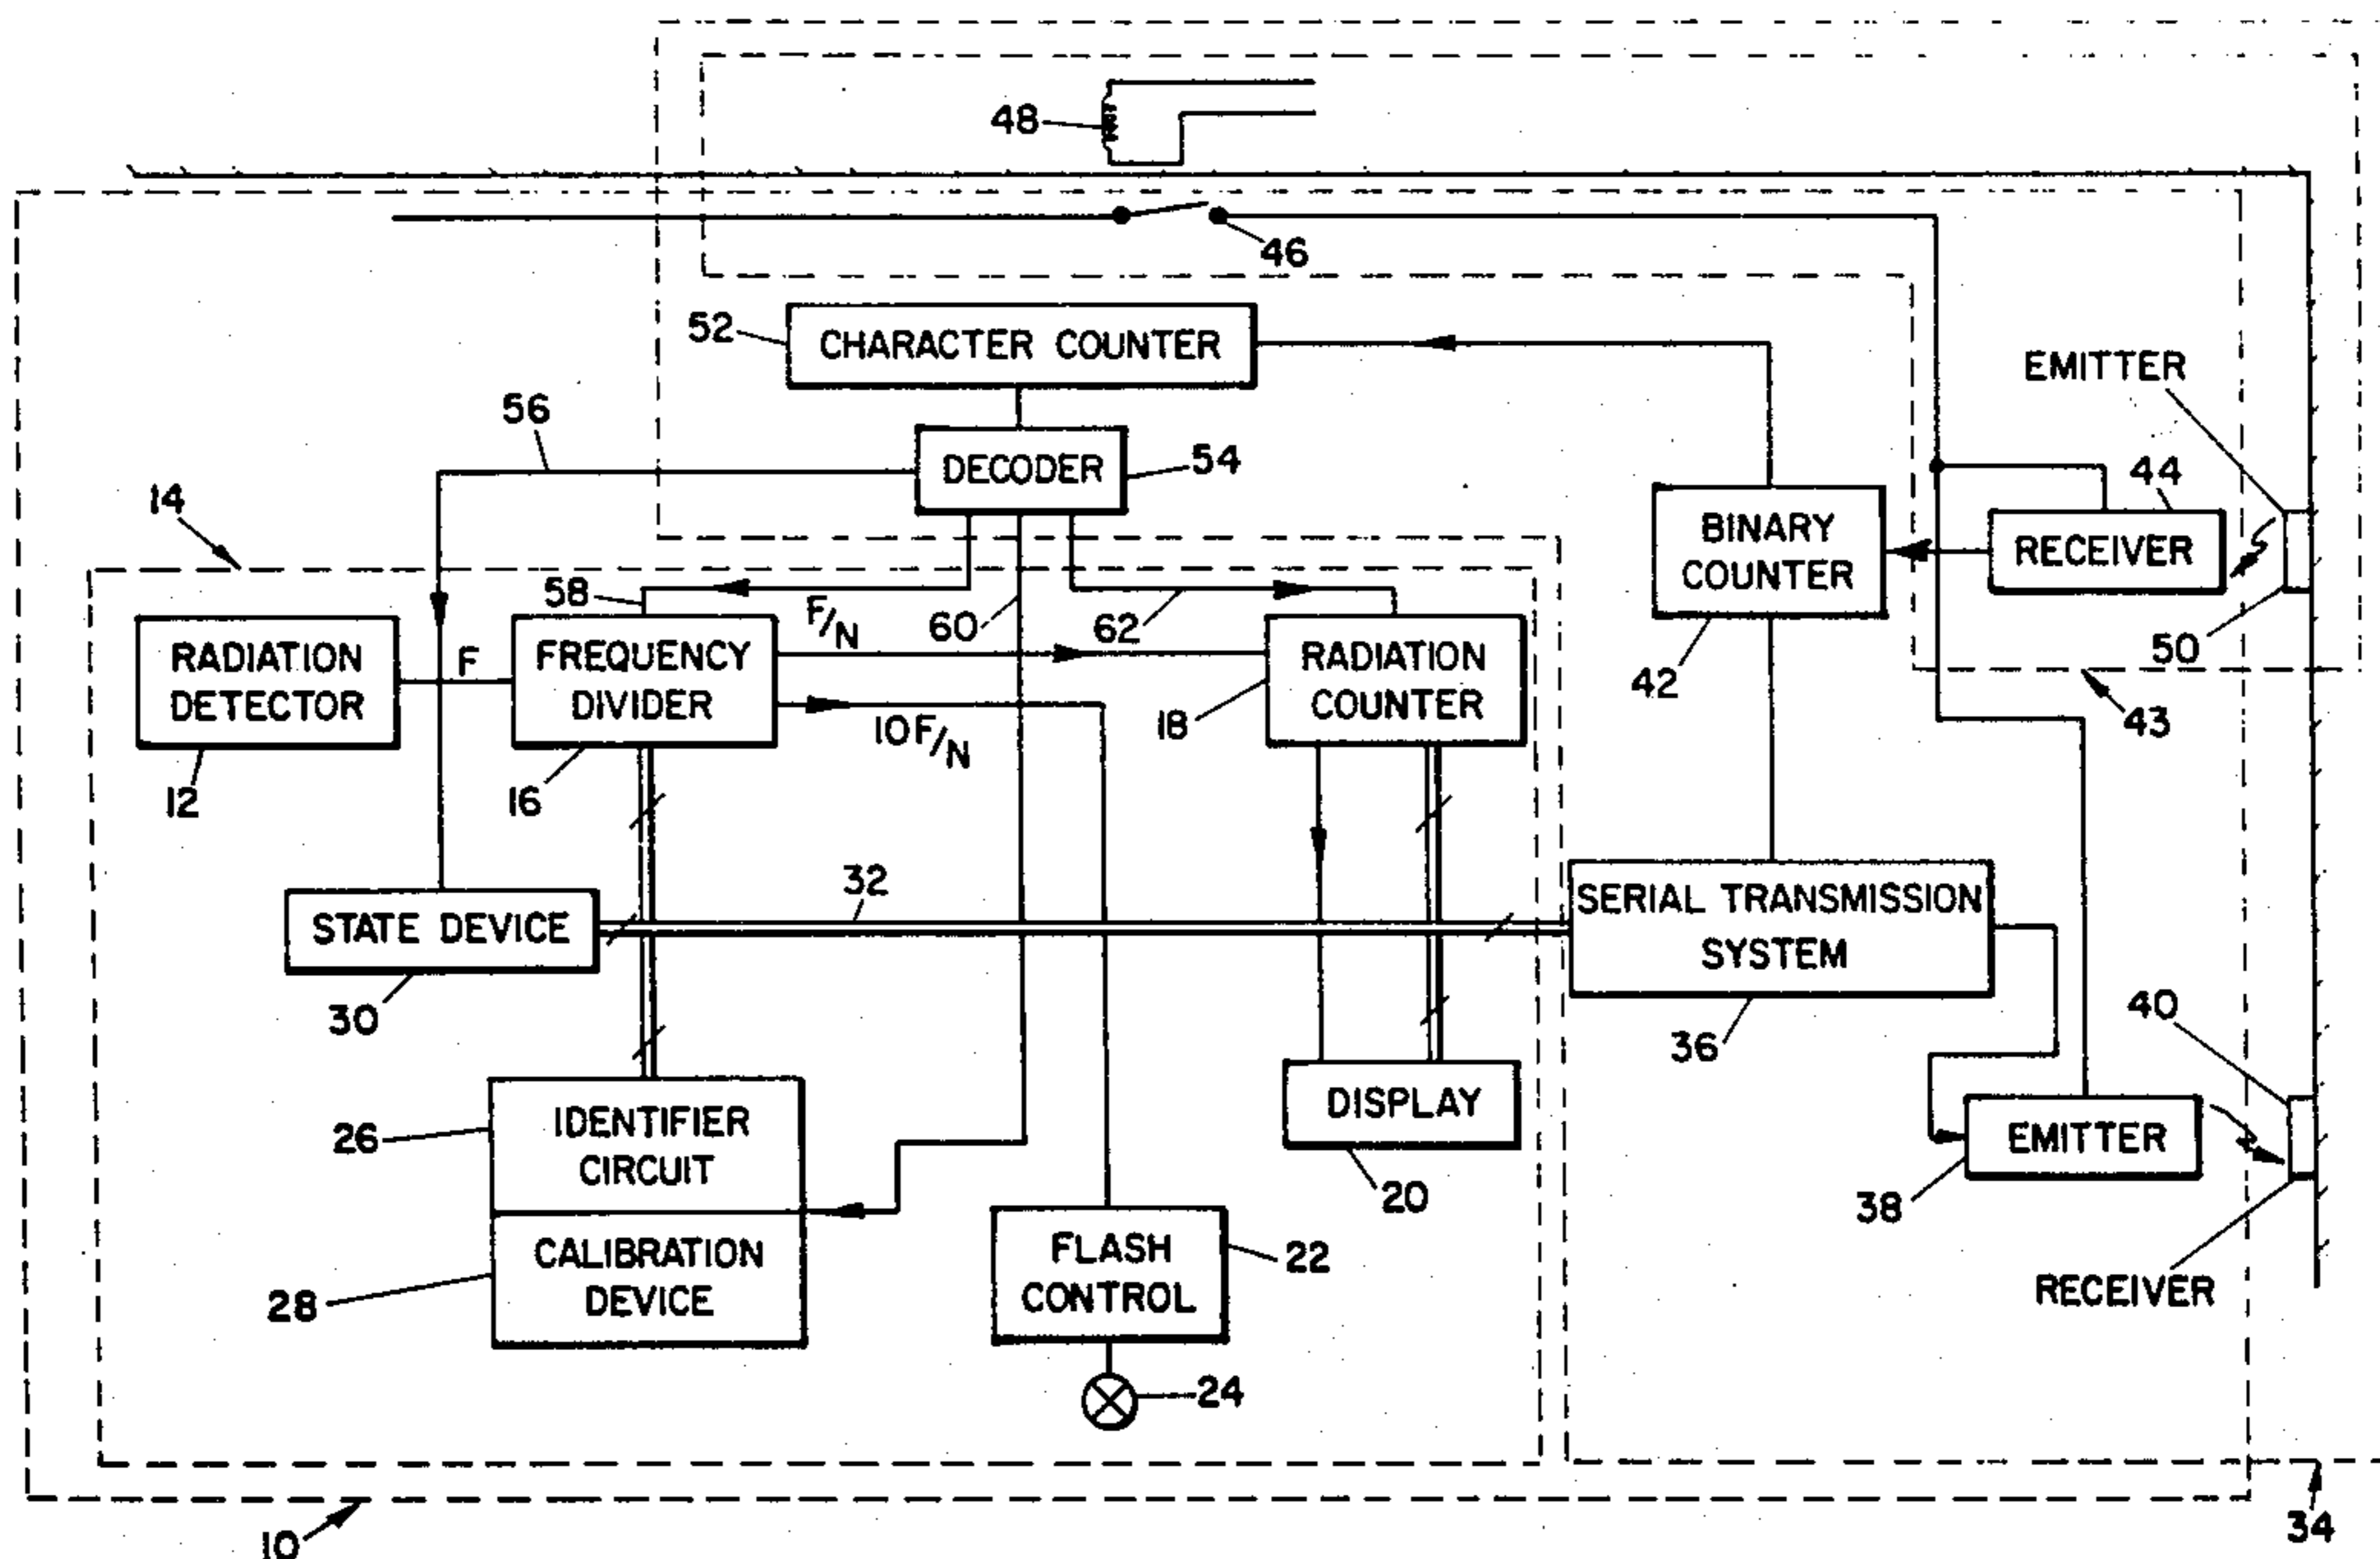 48
46
52
CHARACTER COUNTER
EMITTER
56
DECODER
54
44
14
BINARY
COUNTER
RECEIVER
58
F/N
60
62
50
RADIATION
DETECTOR
F
FREQUENCY
DIVIDER
RADIATION
COUNTER
42
18
43
10F/N
12
16
32
STATE DEVICE
SERIAL TRANSMISSION
SYSTEM
30
36
40
26
IDENTIFIER
CIRCUIT
DISPLAY
EMITTER
20
38
CALIBRATION
DEVICE
28
FLASH
CONTROL
22
RECEIVER
24
10
34